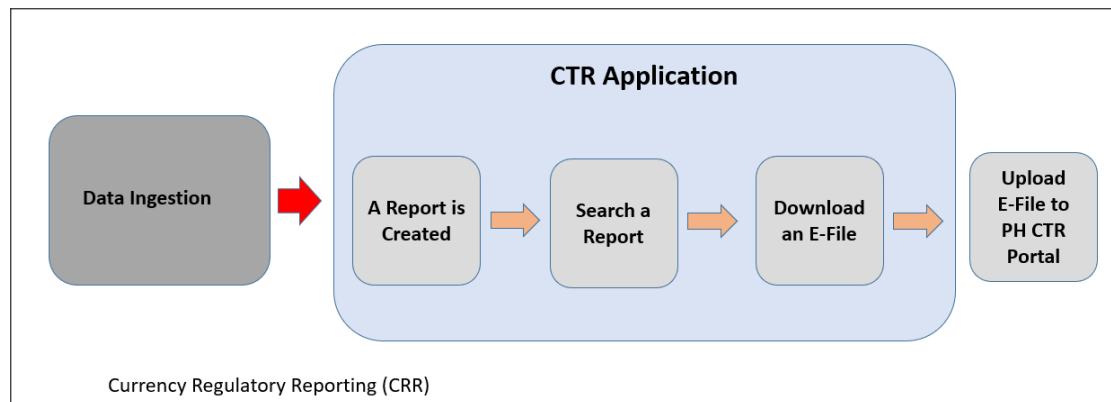 CTR Application
Data Ingestion
A Report is
Created
Search a
Report
Download
an E-File
Upload
E-File to
PH CTR
Portal
Currency Regulatory Reporting (CRR)